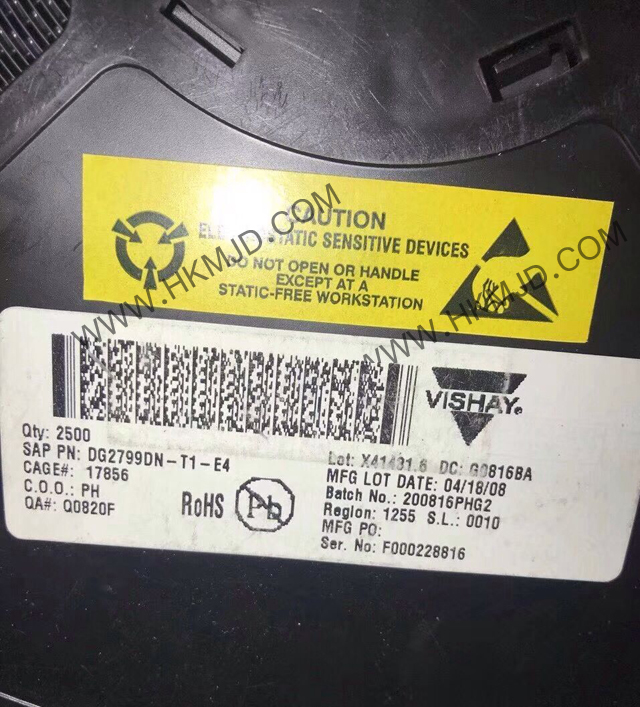 CAUTION
ELECTROSTATIC SENSITIVE DEVICES
DO NOT OPEN OR HANDLE
EXCEPT AT A
STATIC-FREE WORKSTATION
WWW.HKMJD.COM
WWW.HKMJD.COM
VISHAY®
Qty: 2500
SAP PN: DG2799DN-T1-E4
CAGE#: 17856
C.O.O.: PH
QA#: Q0820F
RoHS
Pb
Lot: X41431.6 DC: G0816BA
MFG LOT DATE: 04/18/08
Batch No.: 200816PHG2
Region: 1255 S.L.: 0010
MFG PO:
Ser. No: F000228816